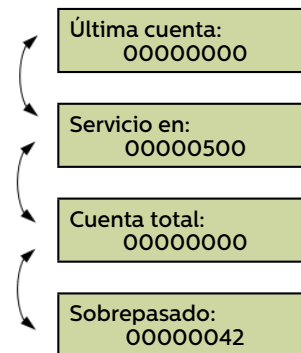 Última cuenta:
00000000
Servicio en:
00000500
Cuenta total:
00000000
Sobrepasado:
00000042